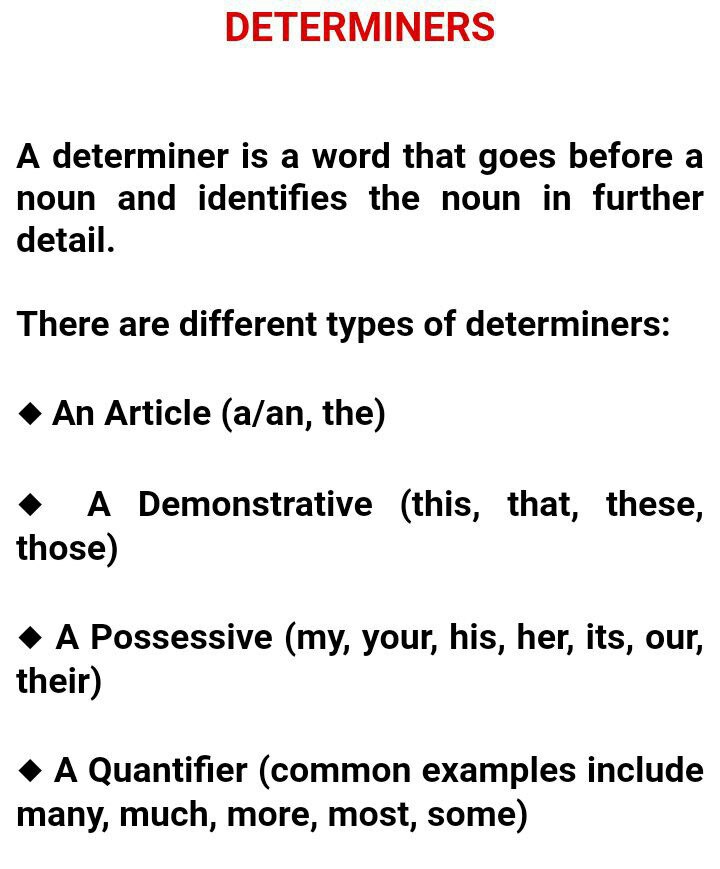 DETERMINERS
A determiner is a word that goes before a
noun and identifies the noun in further
detail.
There are different types of determiners:
◆ An Article (a/an, the)
◆ A Demonstrative (this, that, these,
those)
◆ A Possessive (my, your, his, her, its, our,
their)
◆ A Quantifier (common examples include
many, much, more, most, some)